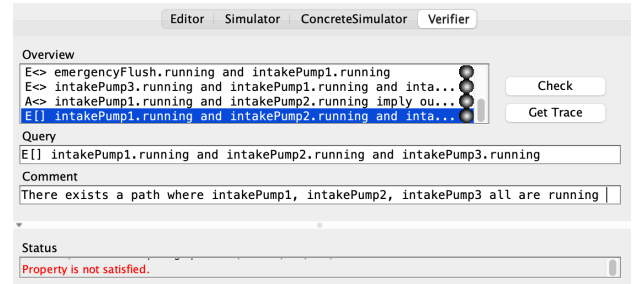 Editor Simulator ConcreteSimulator Verifier
Overview
E<> emergencyFlush.running and intakePump1.running
E<> intakePump3.running and intakePump1.running and inta...
Check
A<> intakePump1.running and intakePump2.running imply ou...
E[] intakePump1.running and intakePump2.running and inta...
Get Trace
Query
E[] intakePump1.running and intakePump2.running and intakePump3.running
Comment
There exists a path where intakePump1, intakePump2, intakePump3 all are running
Status
Property is not satisfied.